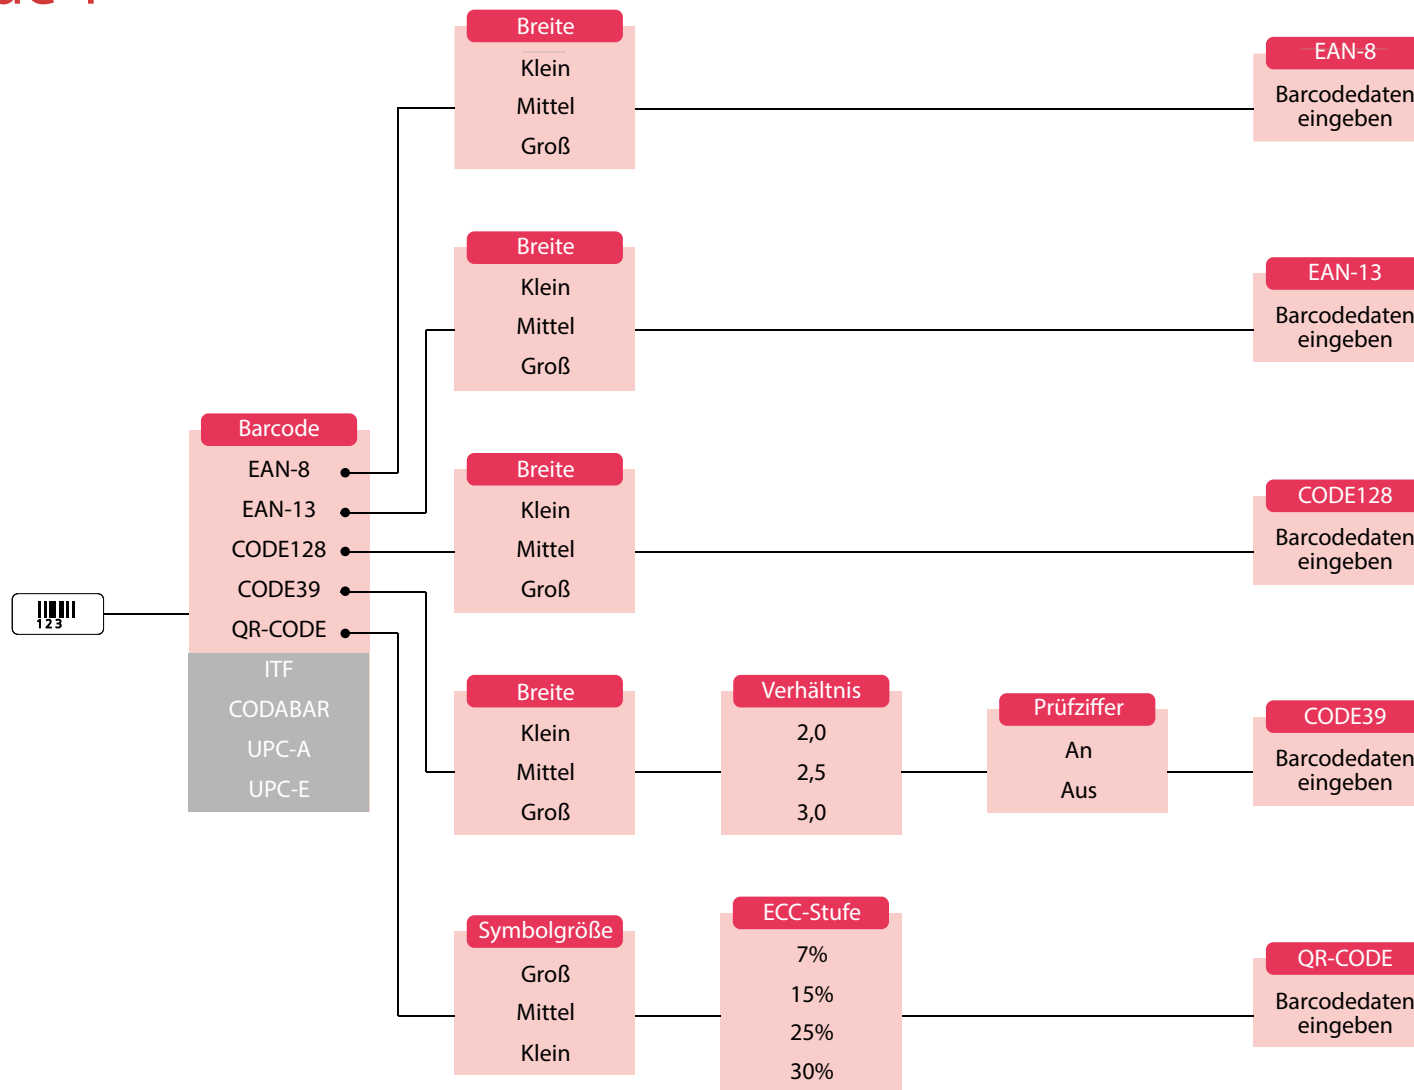 Breite
Klein
Mittel
Groß
EAN-8
Barcodedaten
eingeben
Breite
Klein
Mittel
Groß
EAN-13
Barcodedaten
eingeben
Barcode
EAN-8
EAN-13
CODE128
CODE39
QR-CODE
ITF
CODABAR
UPC-A
UPC-E
123
Breite
Klein
Mittel
Groß
CODE128
Barcodedaten
eingeben
Breite
Klein
Mittel
Groß
Verhältnis
2,0
2,5
3,0
Prüfziffer
An
Aus
CODE39
Barcodedaten
eingeben
Symbolgröße
Groß
Mittel
Klein
ECC-Stufe
7%
15%
25%
30%
QR-CODE
Barcodedaten
eingeben